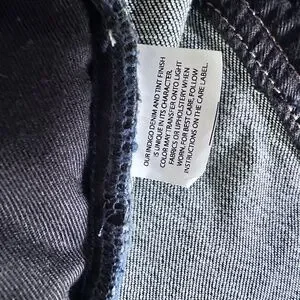 OUR INDIGO DENIM AND TINT FINISH
IS UNIQUE IN ITS CHARACTER.
COLOR MAY TRANSFER ONTO LIGHT
FABRICS OR UPHOLSTERY WHEN
WORN. FOR BEST CARE, FOLLOW
INSTRUCTIONS ON THE CARE LABEL.